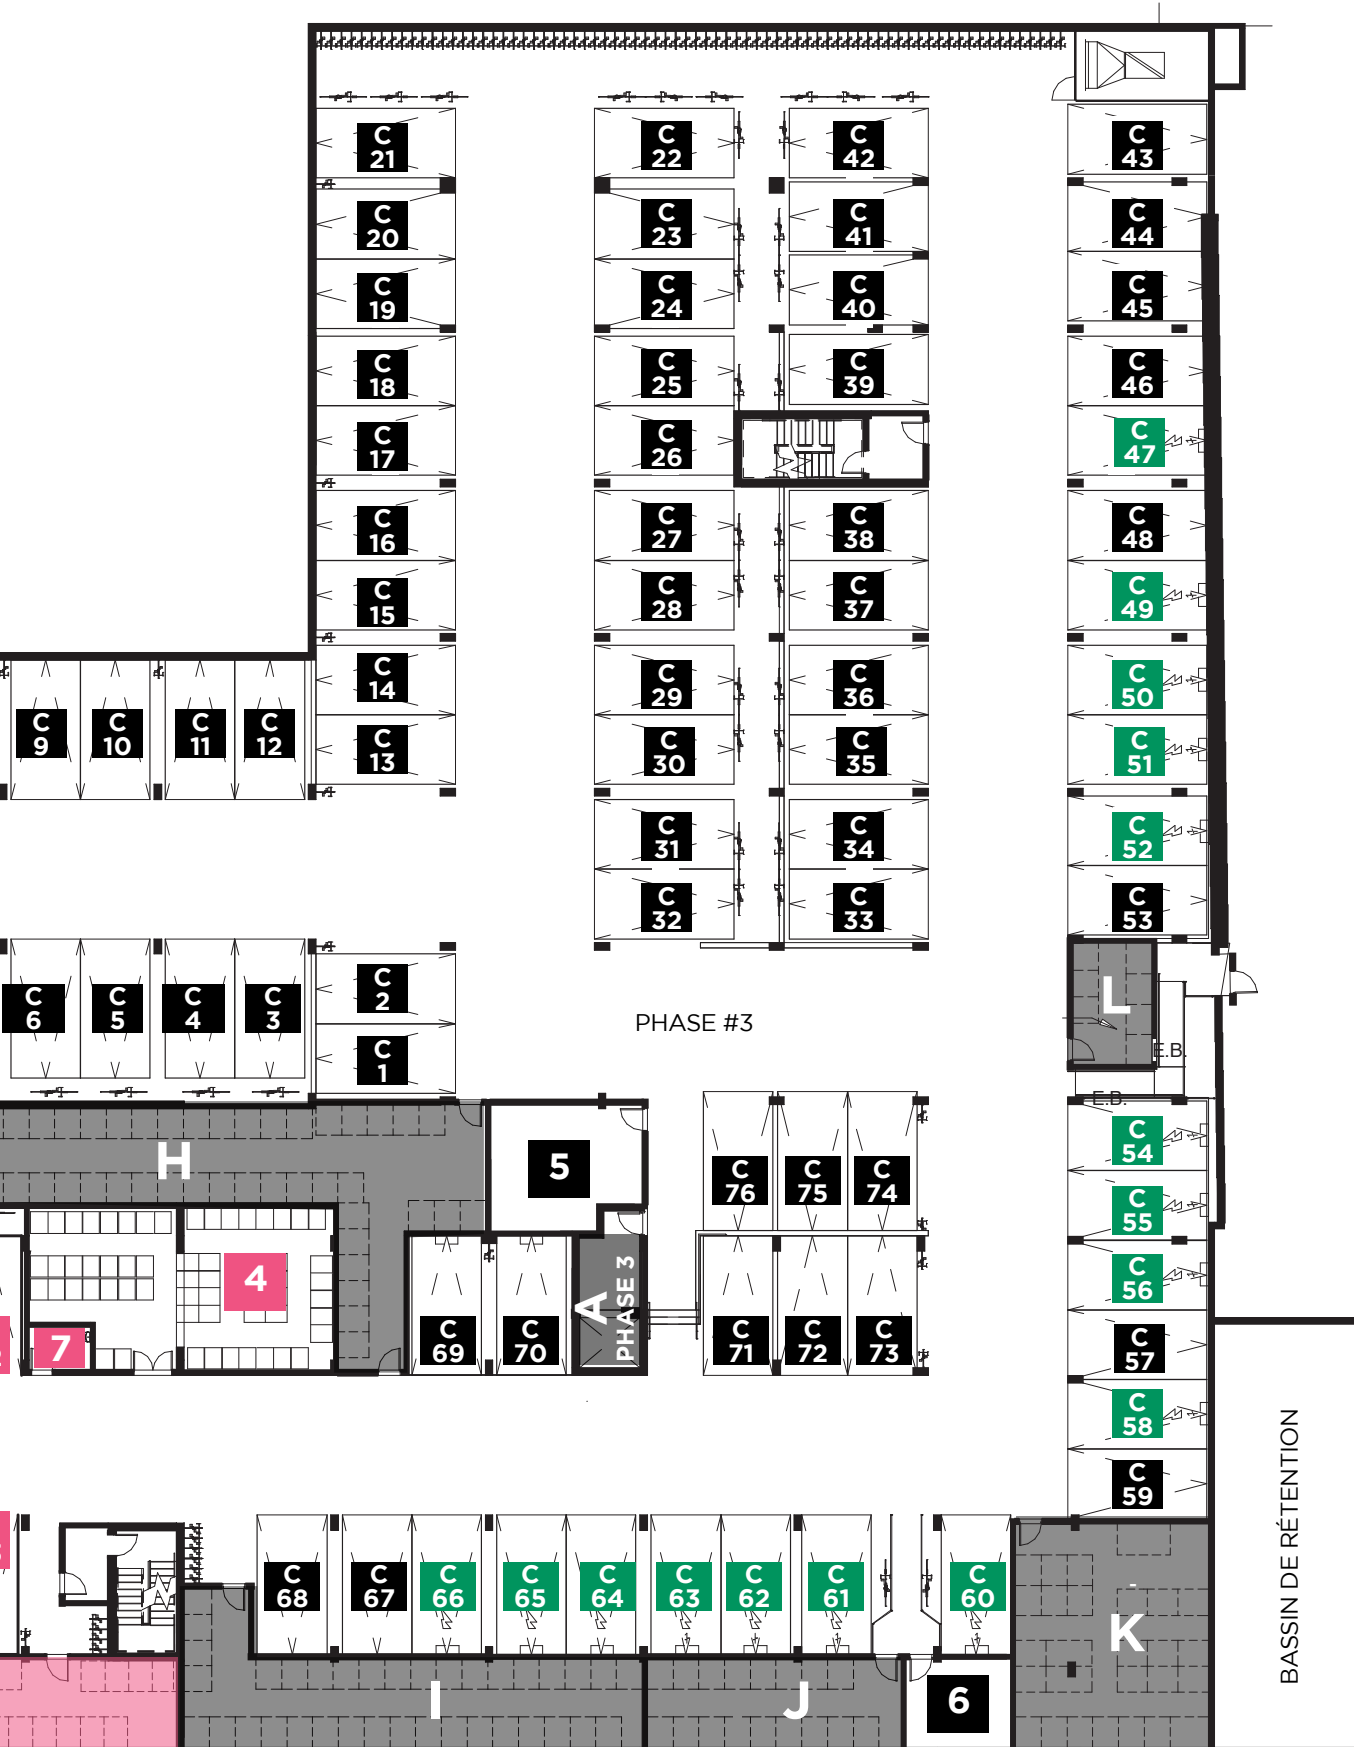 C
21
C
22
C
42
C
43
C
20
C
23
C
41
C
44
C
19
C
24
C
40
C
45
C
18
C
25
C
39
C
46
C
17
C
26
C
47
C
16
C
27
C
38
C
48
C
15
C
28
C
37
C
49
C
14
C
29
C
36
C
50
C
9
C
10
C
11
C
12
C
13
C
30
C
35
C
51
C
31
C
34
C
52
C
32
C
33
C
53
C
6
C
5
C
4
C
3
C
2
L
PHASE #3
C
1
E.B.
E.B.
C
54
H
5
C
76
C
75
C
74
C
55
4
C
56
A
PHASE 3
7
C
69
C
70
C
71
C
72
C
73
C
57
C
58
C
59
BASSIN DE RÉTENTION
C
68
C
67
C
66
C
65
C
64
C
63
C
62
C
61
C
60
K
I
J
6